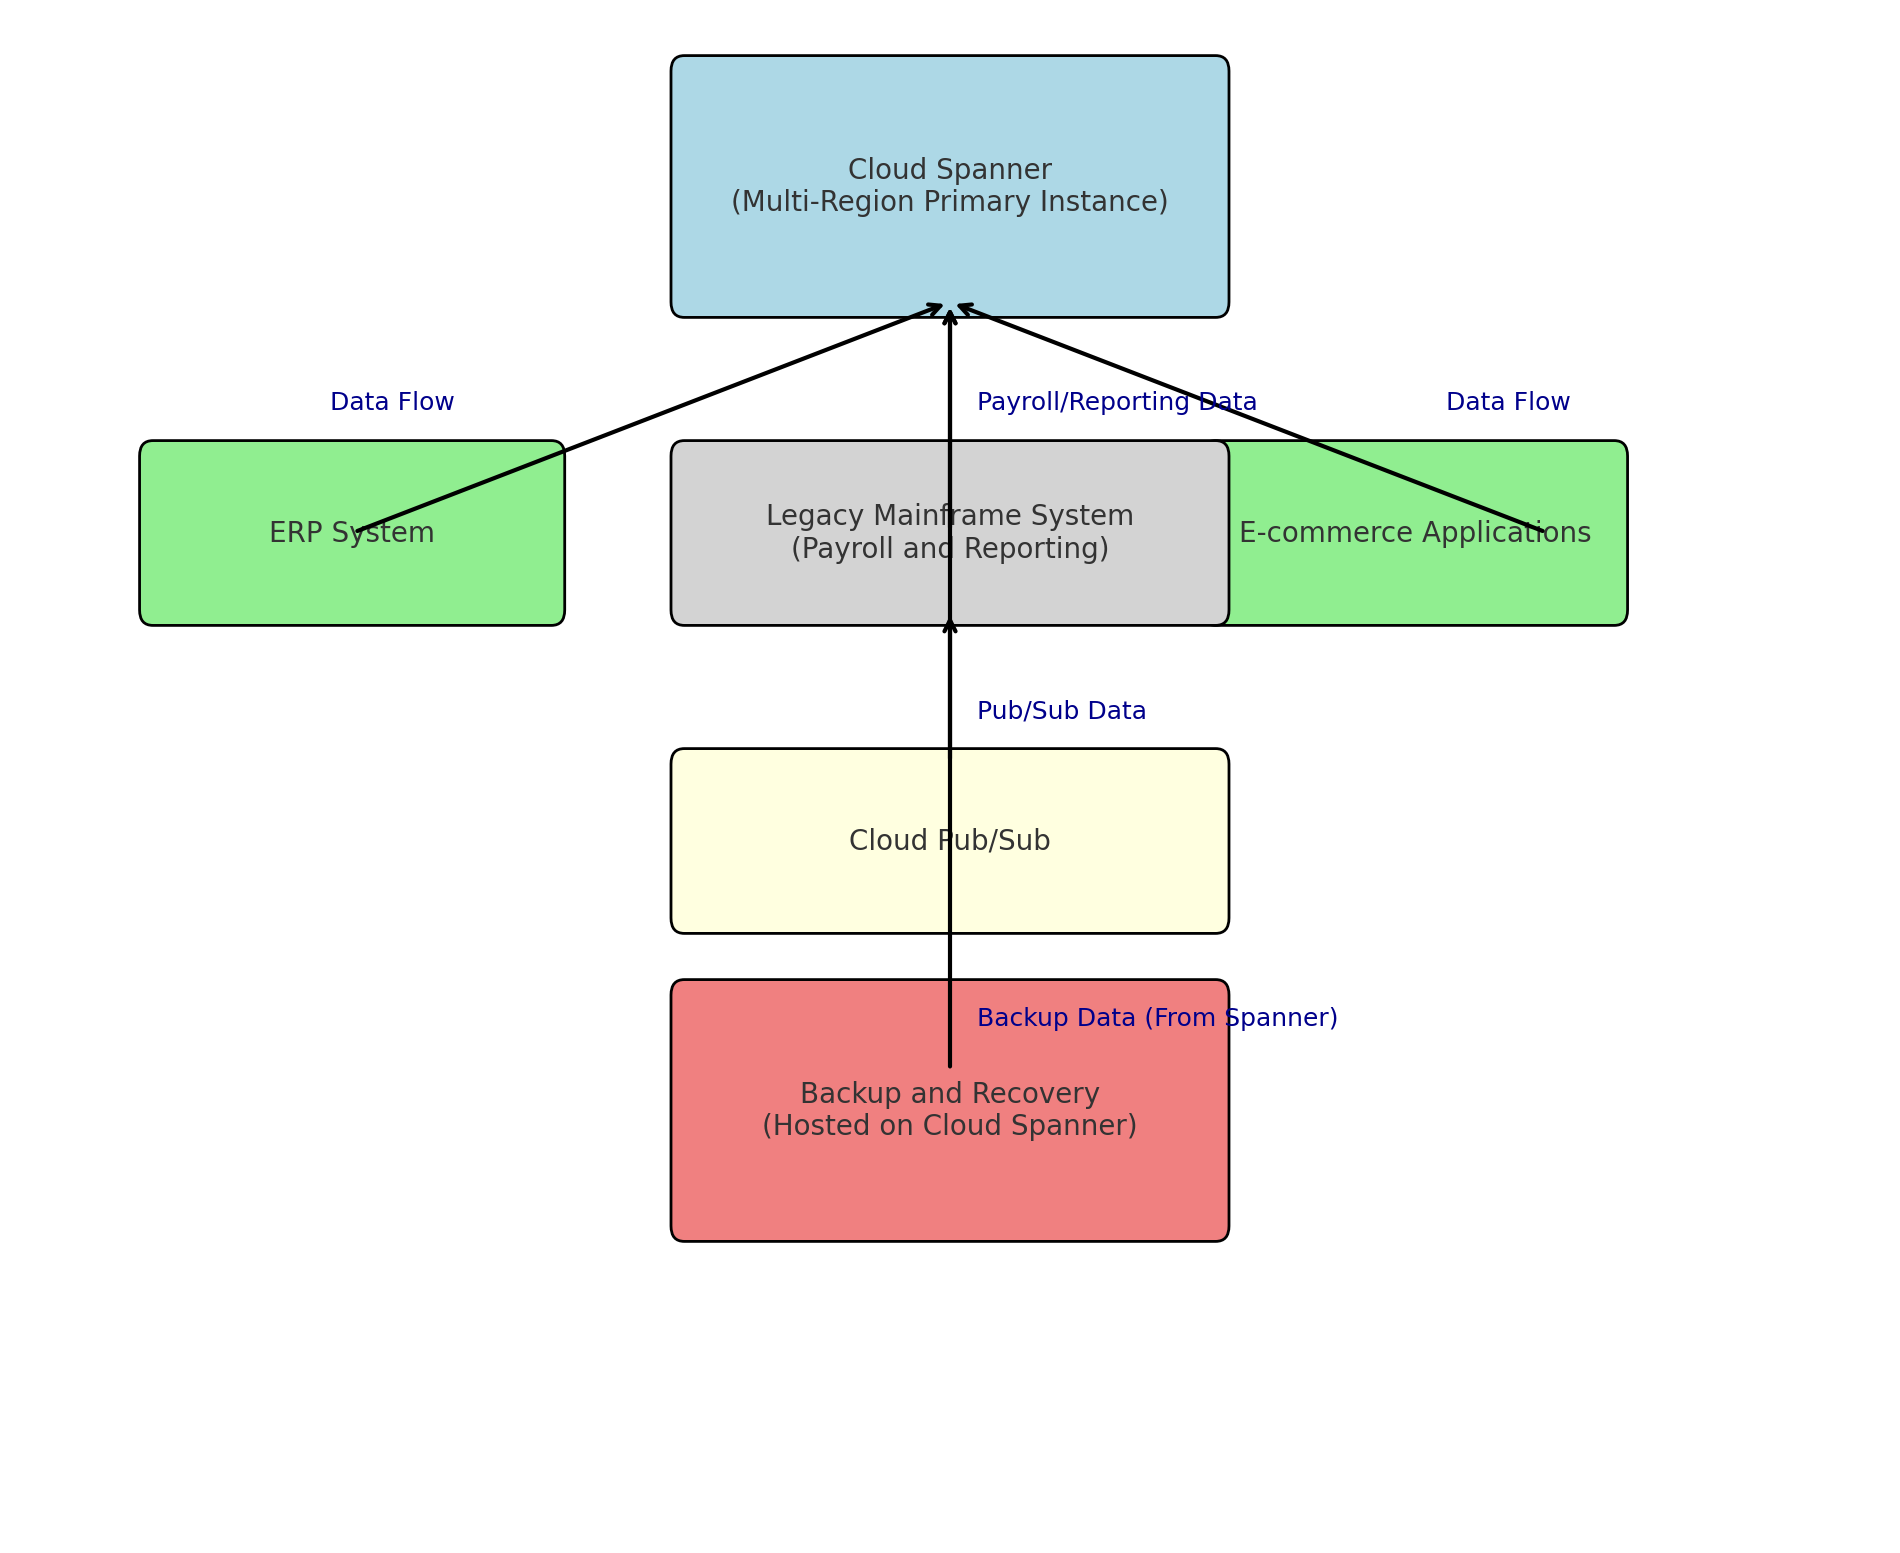 Cloud Spanner
(Multi-Region Primary Instance)
Data Flow
Payroll/Reporting Data
Data Flow
ERP System
Legacy Mainframe System
(Payroll and Reporting)
E-commerce Applications
Pub/Sub Data
Cloud Pub/Sub
Backup Data (From Spanner)
Backup and Recovery
(Hosted on Cloud Spanner)